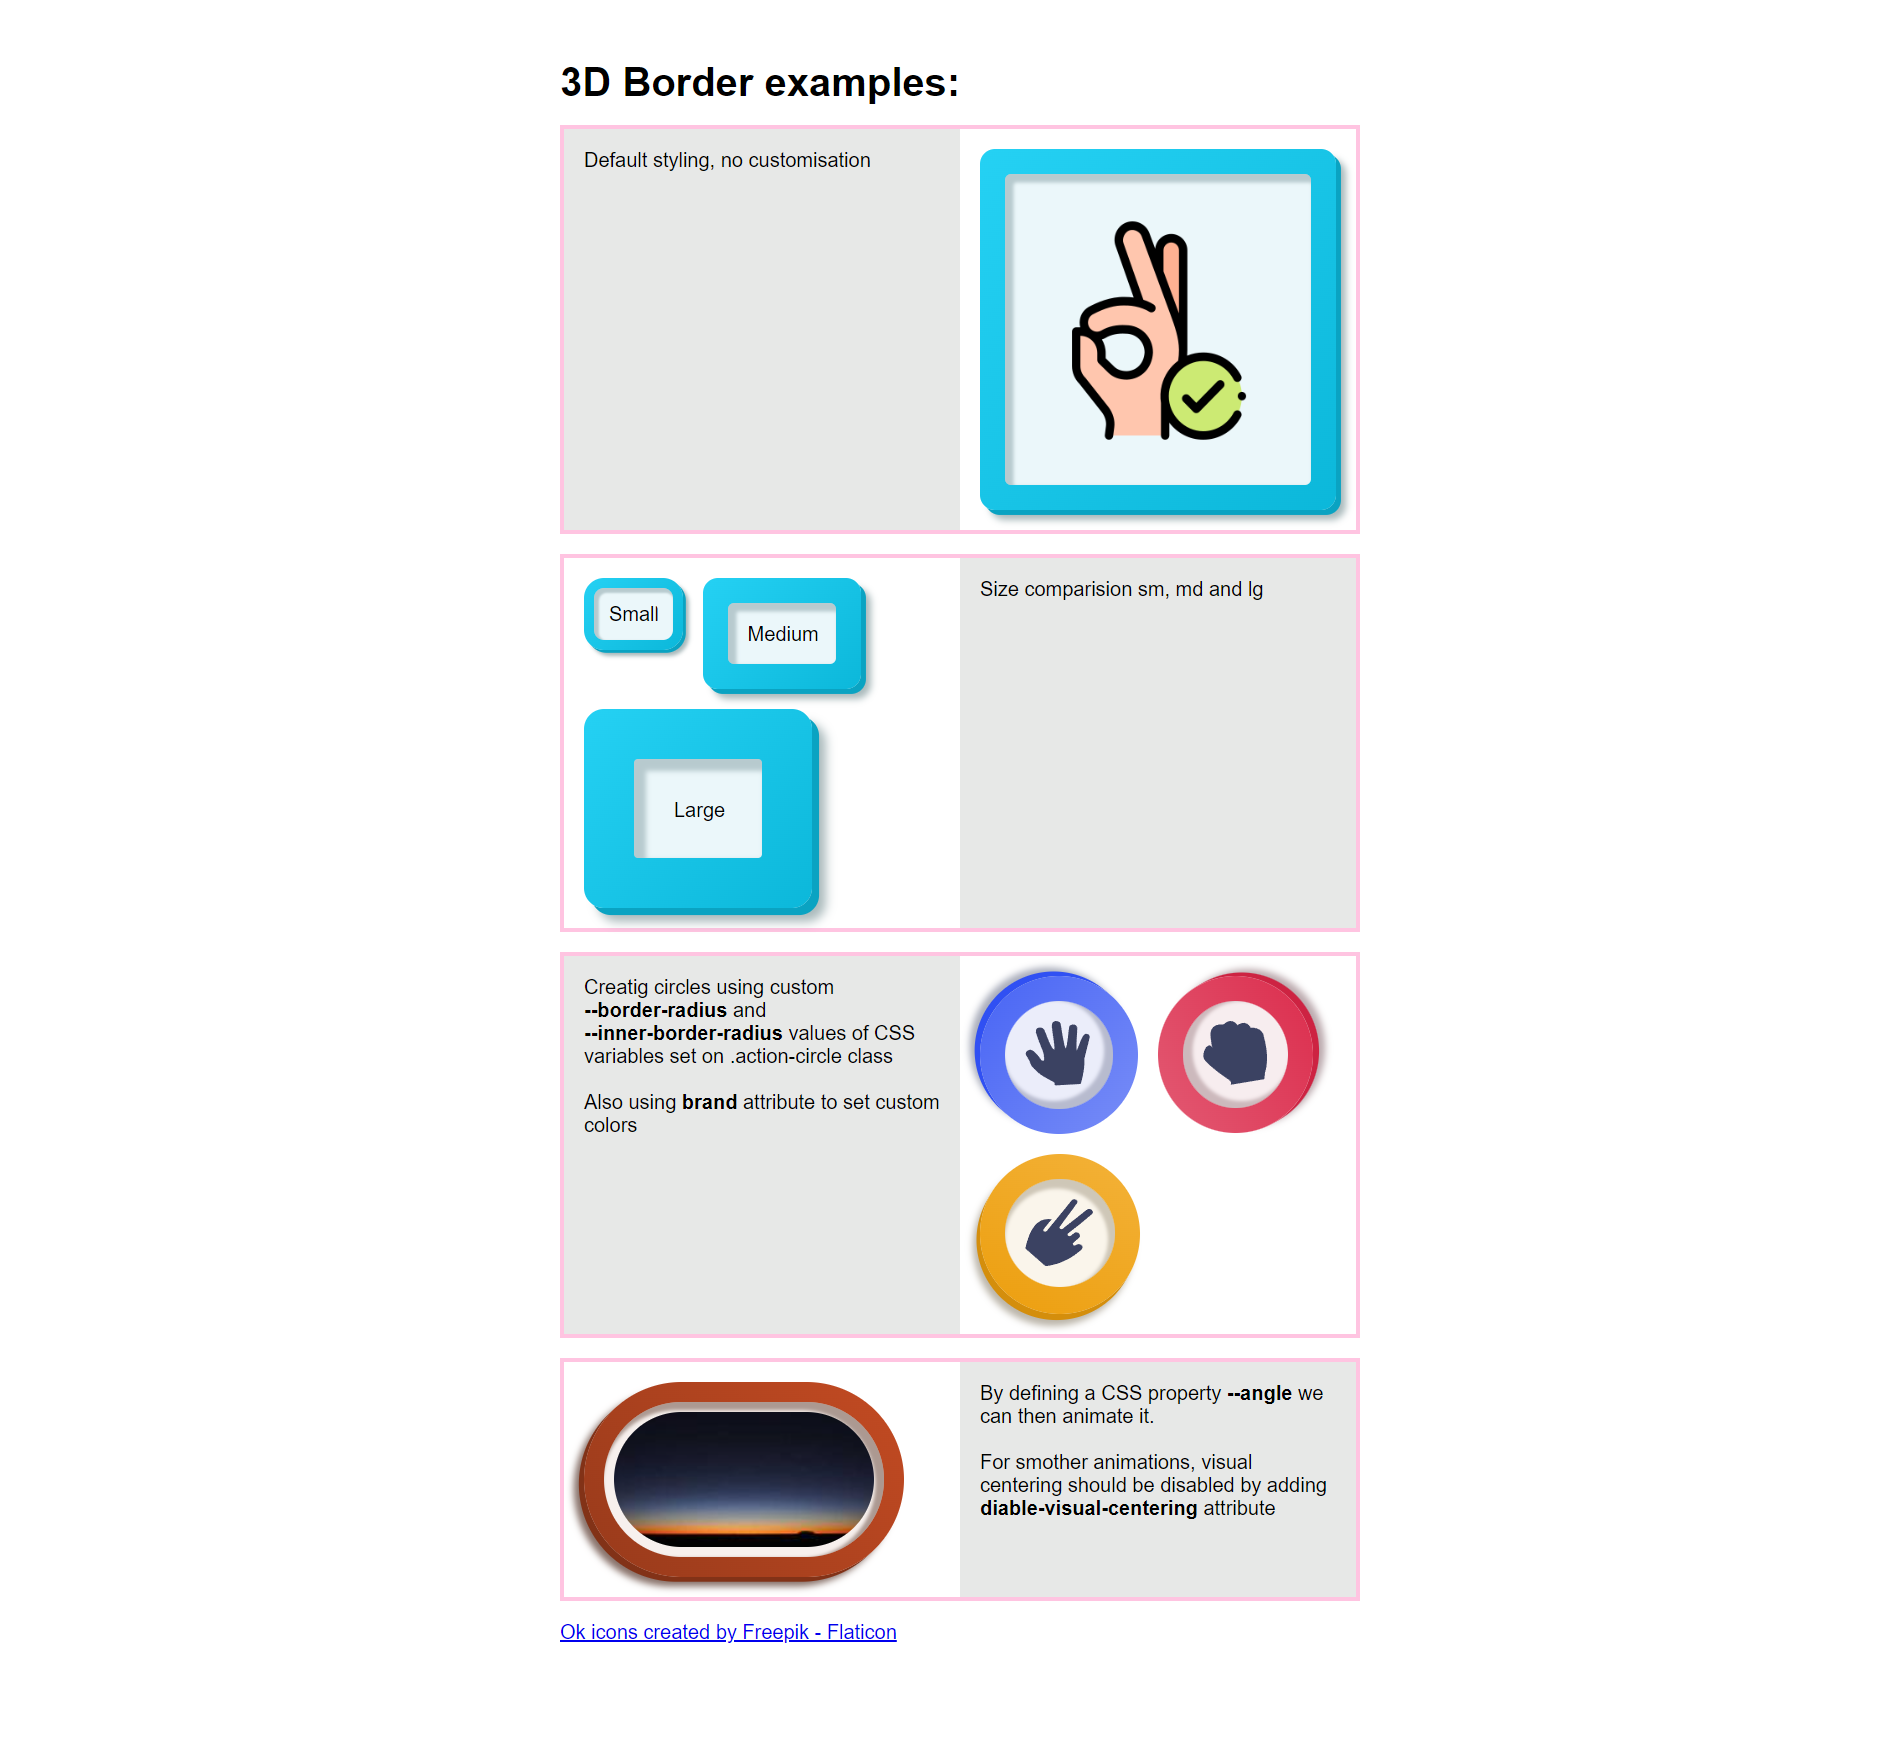 3D Border examples:
Default styling, no customisation
Small
Medium
Large
Size comparision sm, md and lg
Creatig circles using custom
--border-radius and
--inner-border-radius values of CSS
variables set on .action-circle class
Also using brand attribute to set custom
colors
By defining a CSS property --angle we
can then animate it.
For smother animations, visual
centering should be disabled by adding
diable-visual-centering attribute
Ok icons created by Freepik - Flaticon